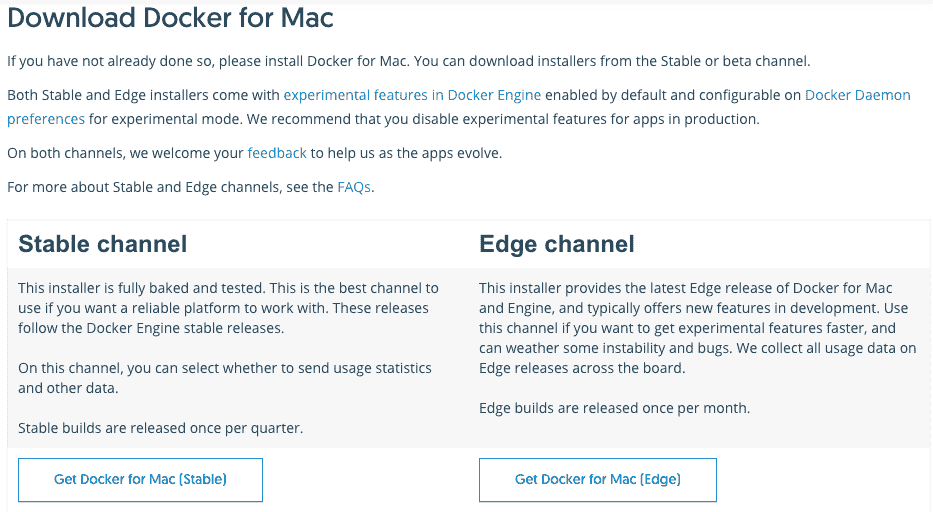 Download Docker for Mac
If you have not already done so, please install Docker for Mac. You can download installers from the Stable or beta channel.
Both Stable and Edge installers come with experimental features in Docker Engine enabled by default and configurable on Docker Daemon
preferences for experimental mode. We recommend that you disable experimental features for apps in production.
On both channels, we welcome your feedback to help us as the apps evolve.
For more about Stable and Edge channels, see the FAQs.
Stable channel
This installer is fully baked and tested. This is the best channel to
use if you want a reliable platform to work with. These releases
follow the Docker Engine stable releases.
On this channel, you can select whether to send usage statistics
and other data.
Stable builds are released once per quarter.
Get Docker for Mac (Stable)
Edge channel
This installer provides the latest Edge release of Docker for Mac
and Engine, and typically offers new features in development. Use
this channel if you want to get experimental features faster, and
can weather some instability and bugs. We collect all usage data on
Edge releases across the board.
Edge builds are released once per month.
Get Docker for Mac (Edge)